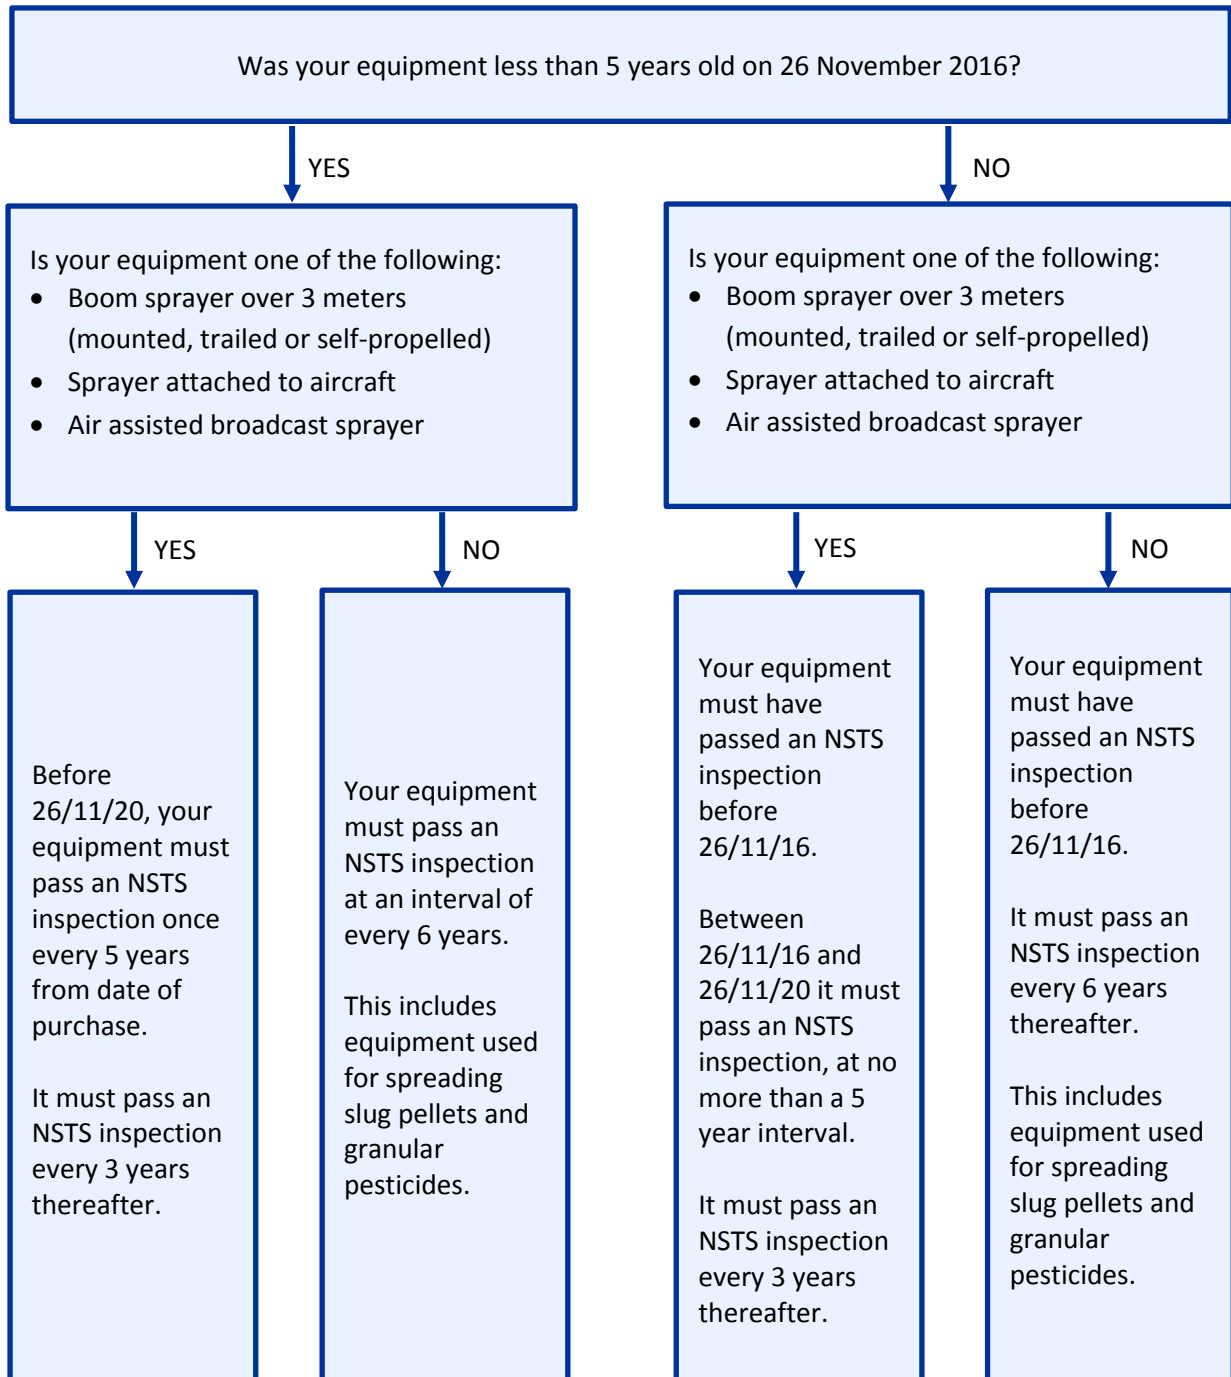 Was your equipment less than 5 years old on 26 November 2016?
YES
NO
Is your equipment one of the following:
• Boom sprayer over 3 meters
(mounted, trailed or self-propelled)
• Sprayer attached to aircraft
• Air assisted broadcast sprayer
Is your equipment one of the following:
• Boom sprayer over 3 meters
(mounted, trailed or self-propelled)
• Sprayer attached to aircraft
• Air assisted broadcast sprayer
YES
NO
YES
NO
Before
26/11/20, your
equipment must
pass an NSTS
inspection once
every 5 years
from date of
purchase.
It must pass an
NSTS inspection
every 3 years
thereafter.
Your equipment
must pass an
NSTS inspection
at an interval of
every 6 years.
This includes
equipment used
for spreading
slug pellets and
granular
pesticides.
Your equipment
must have
passed an NSTS
inspection
before
26/11/16.
Between
26/11/16 and
26/11/20 it must
pass an NSTS
inspection, at no
more than a 5
year interval.
It must pass an
NSTS inspection
every 3 years
thereafter.
Your equipment
must have
passed an NSTS
inspection
before
26/11/16.
It must pass an
NSTS inspection
every 6 years
thereafter.
This includes
equipment used
for spreading
slug pellets and
granular
pesticides.